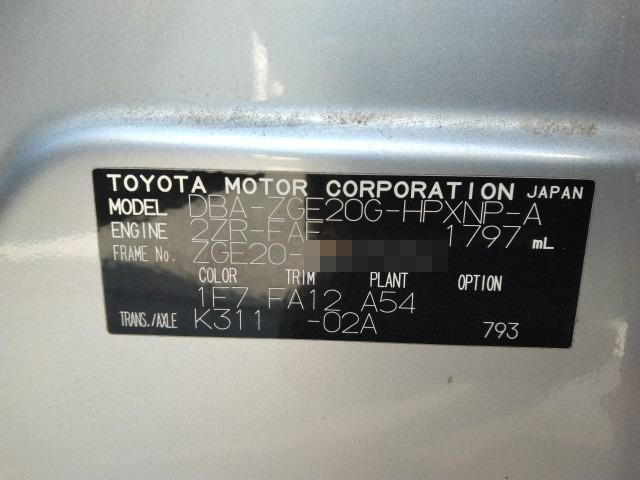 TOYOTA MOTOR CORPORATION JAPAN
MODEL DBA-ZGE20G-HPXNP-A
ENGINE 2ZR-FAE 1797 mL
FRAME No. ZGE20-
COLOR TRIM PLANT OPTION
1E7 FA12 A54
TRANS./AXLE K311 -02A 793